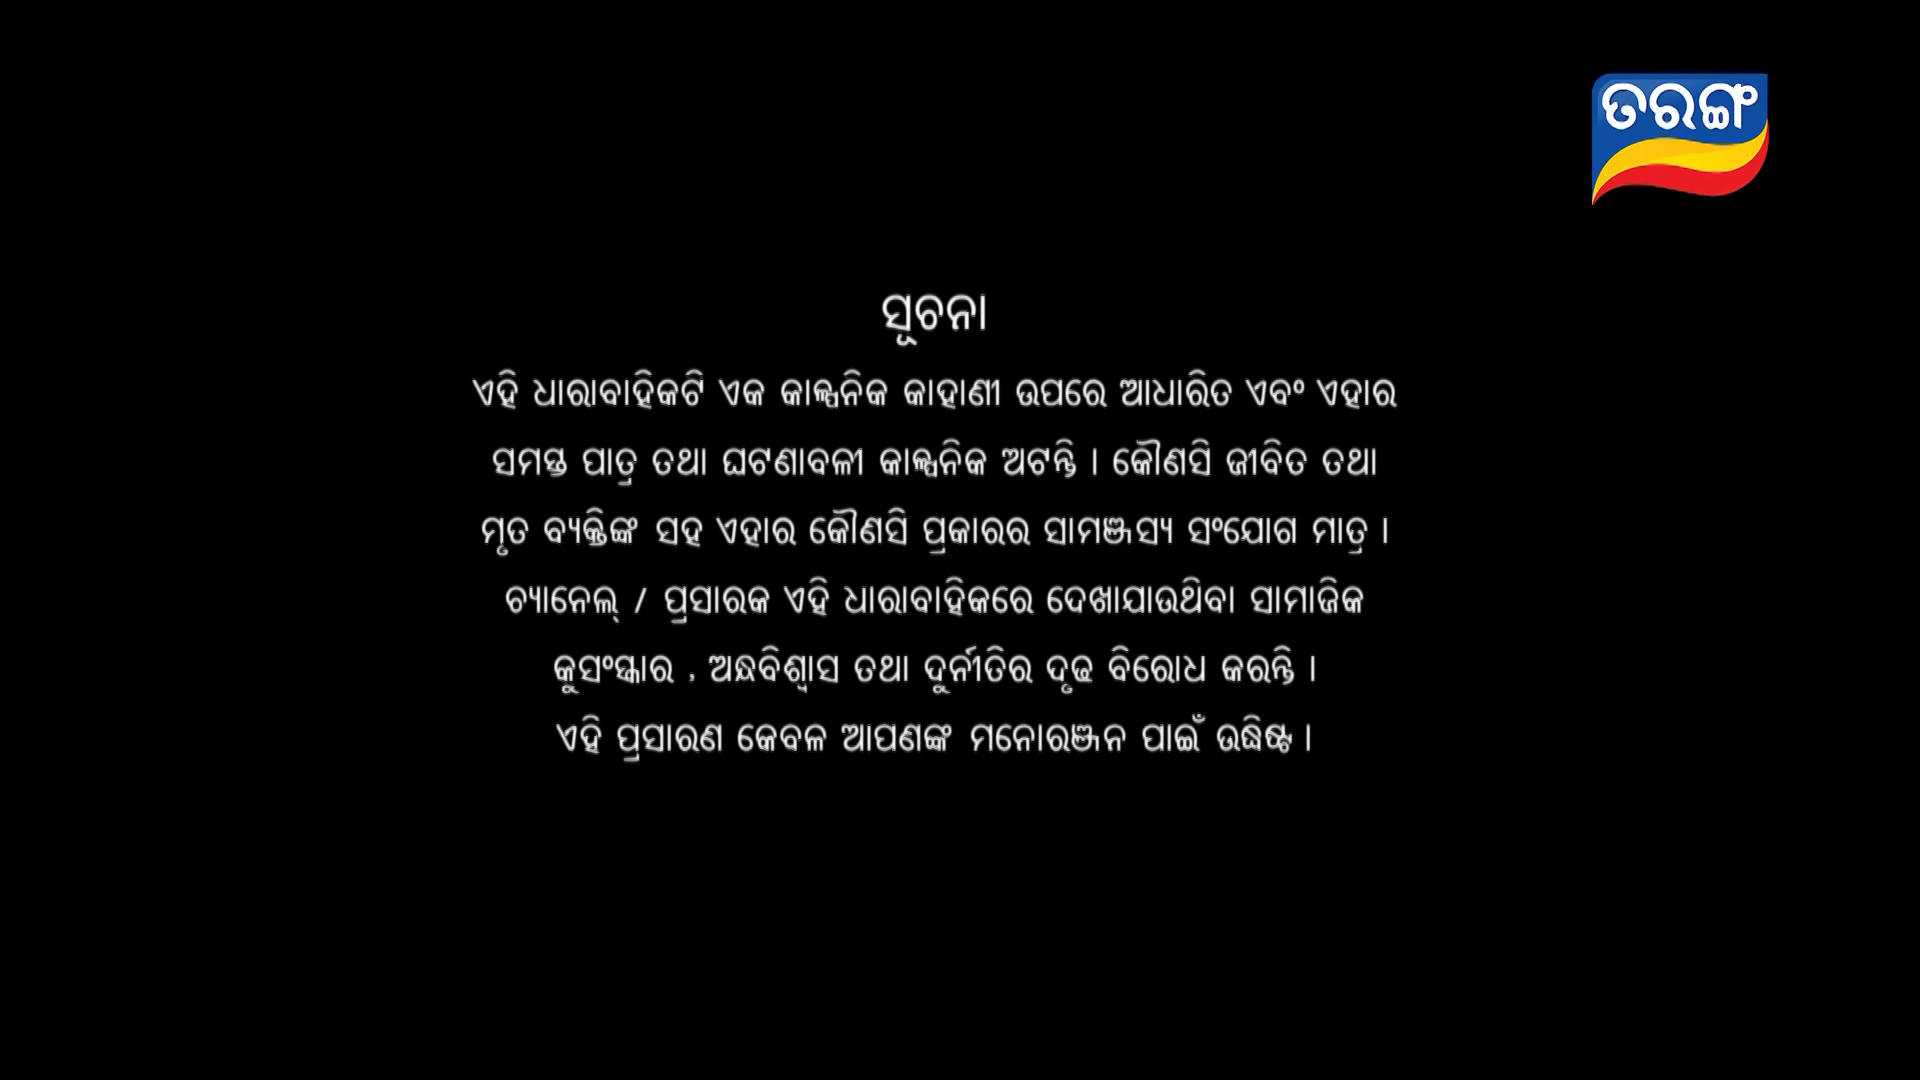 ତରଙ୍ଗ
ସୂଚନା
ଏହି ଧାରାବାହିକଟି ଏକ କାଳ୍ପନିକ କାହାଣୀ ଉପରେ ଆଧାରିତ ଏବଂ ଏହାର
ସମସ୍ତ ପାତ୍ର ତଥା ଘଟଣାବଳୀ କାଳ୍ପନିକ ଅଟନ୍ତି । କୌଣସି ଜୀବିତ ତଥା
ମୃତ ବ୍ୟକ୍ତିଙ୍କ ସହ ଏହାର କୌଣସି ପ୍ରକାରର ସାମଞ୍ଜସ୍ୟ ସଂଯୋଗ ମାତ୍ର ।
ଚ୍ୟାନେଲ୍ / ପ୍ରସାରକ ଏହି ଧାରାବାହିକରେ ଦେଖାଯାଉଥିବା ସାମାଜିକ
କୁସଂସ୍କାର , ଅନ୍ଧବିଶ୍ୱାସ ତଥା ଦୁର୍ନୀତିର ଦୃଢ଼ ବିରୋଧ କରନ୍ତି ।
ଏହି ପ୍ରସାରଣ କେବଳ ଆପଣଙ୍କ ମନୋରଞ୍ଜନ ପାଇଁ ଉଦ୍ଧିଷ୍ଟ ।